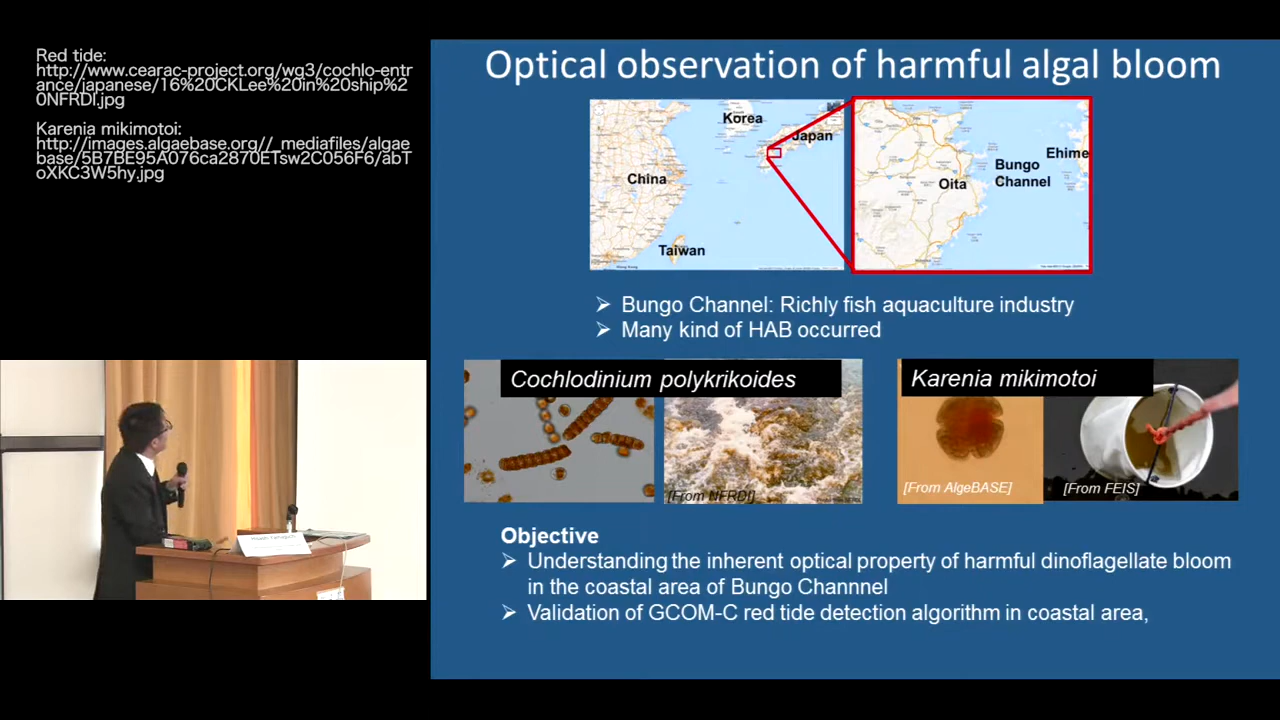 Red tide:
http://www.cearac-project.org/wg3/cochlo-entr
ance/japanese/16%20CKLee%20in%20ship%2
0NFRDI.jpg
Karenia mikimotoi:
http://images.algaebase.org//_mediafiles/algae
base/5B7BE95A076ca2870ETsw2C056F6/abT
oXKC3W5hy.jpg
Optical observation of harmful algal bloom
Korea
Japan
China
Taiwan
Ehime
Bungo
Channel
Oita
➢ Bungo Channel: Richly fish aquaculture industry
➢ Many kind of HAB occurred
Cochlodinium polykrikoides
[From NFRDI]
Karenia mikimotoi
[From AlgeBASE]
[From FEIS]
Objective
➢ Understanding the inherent optical property of harmful dinoflagellate bloom
in the coastal area of Bungo Channnel
➢ Validation of GCOM-C red tide detection algorithm in coastal area,